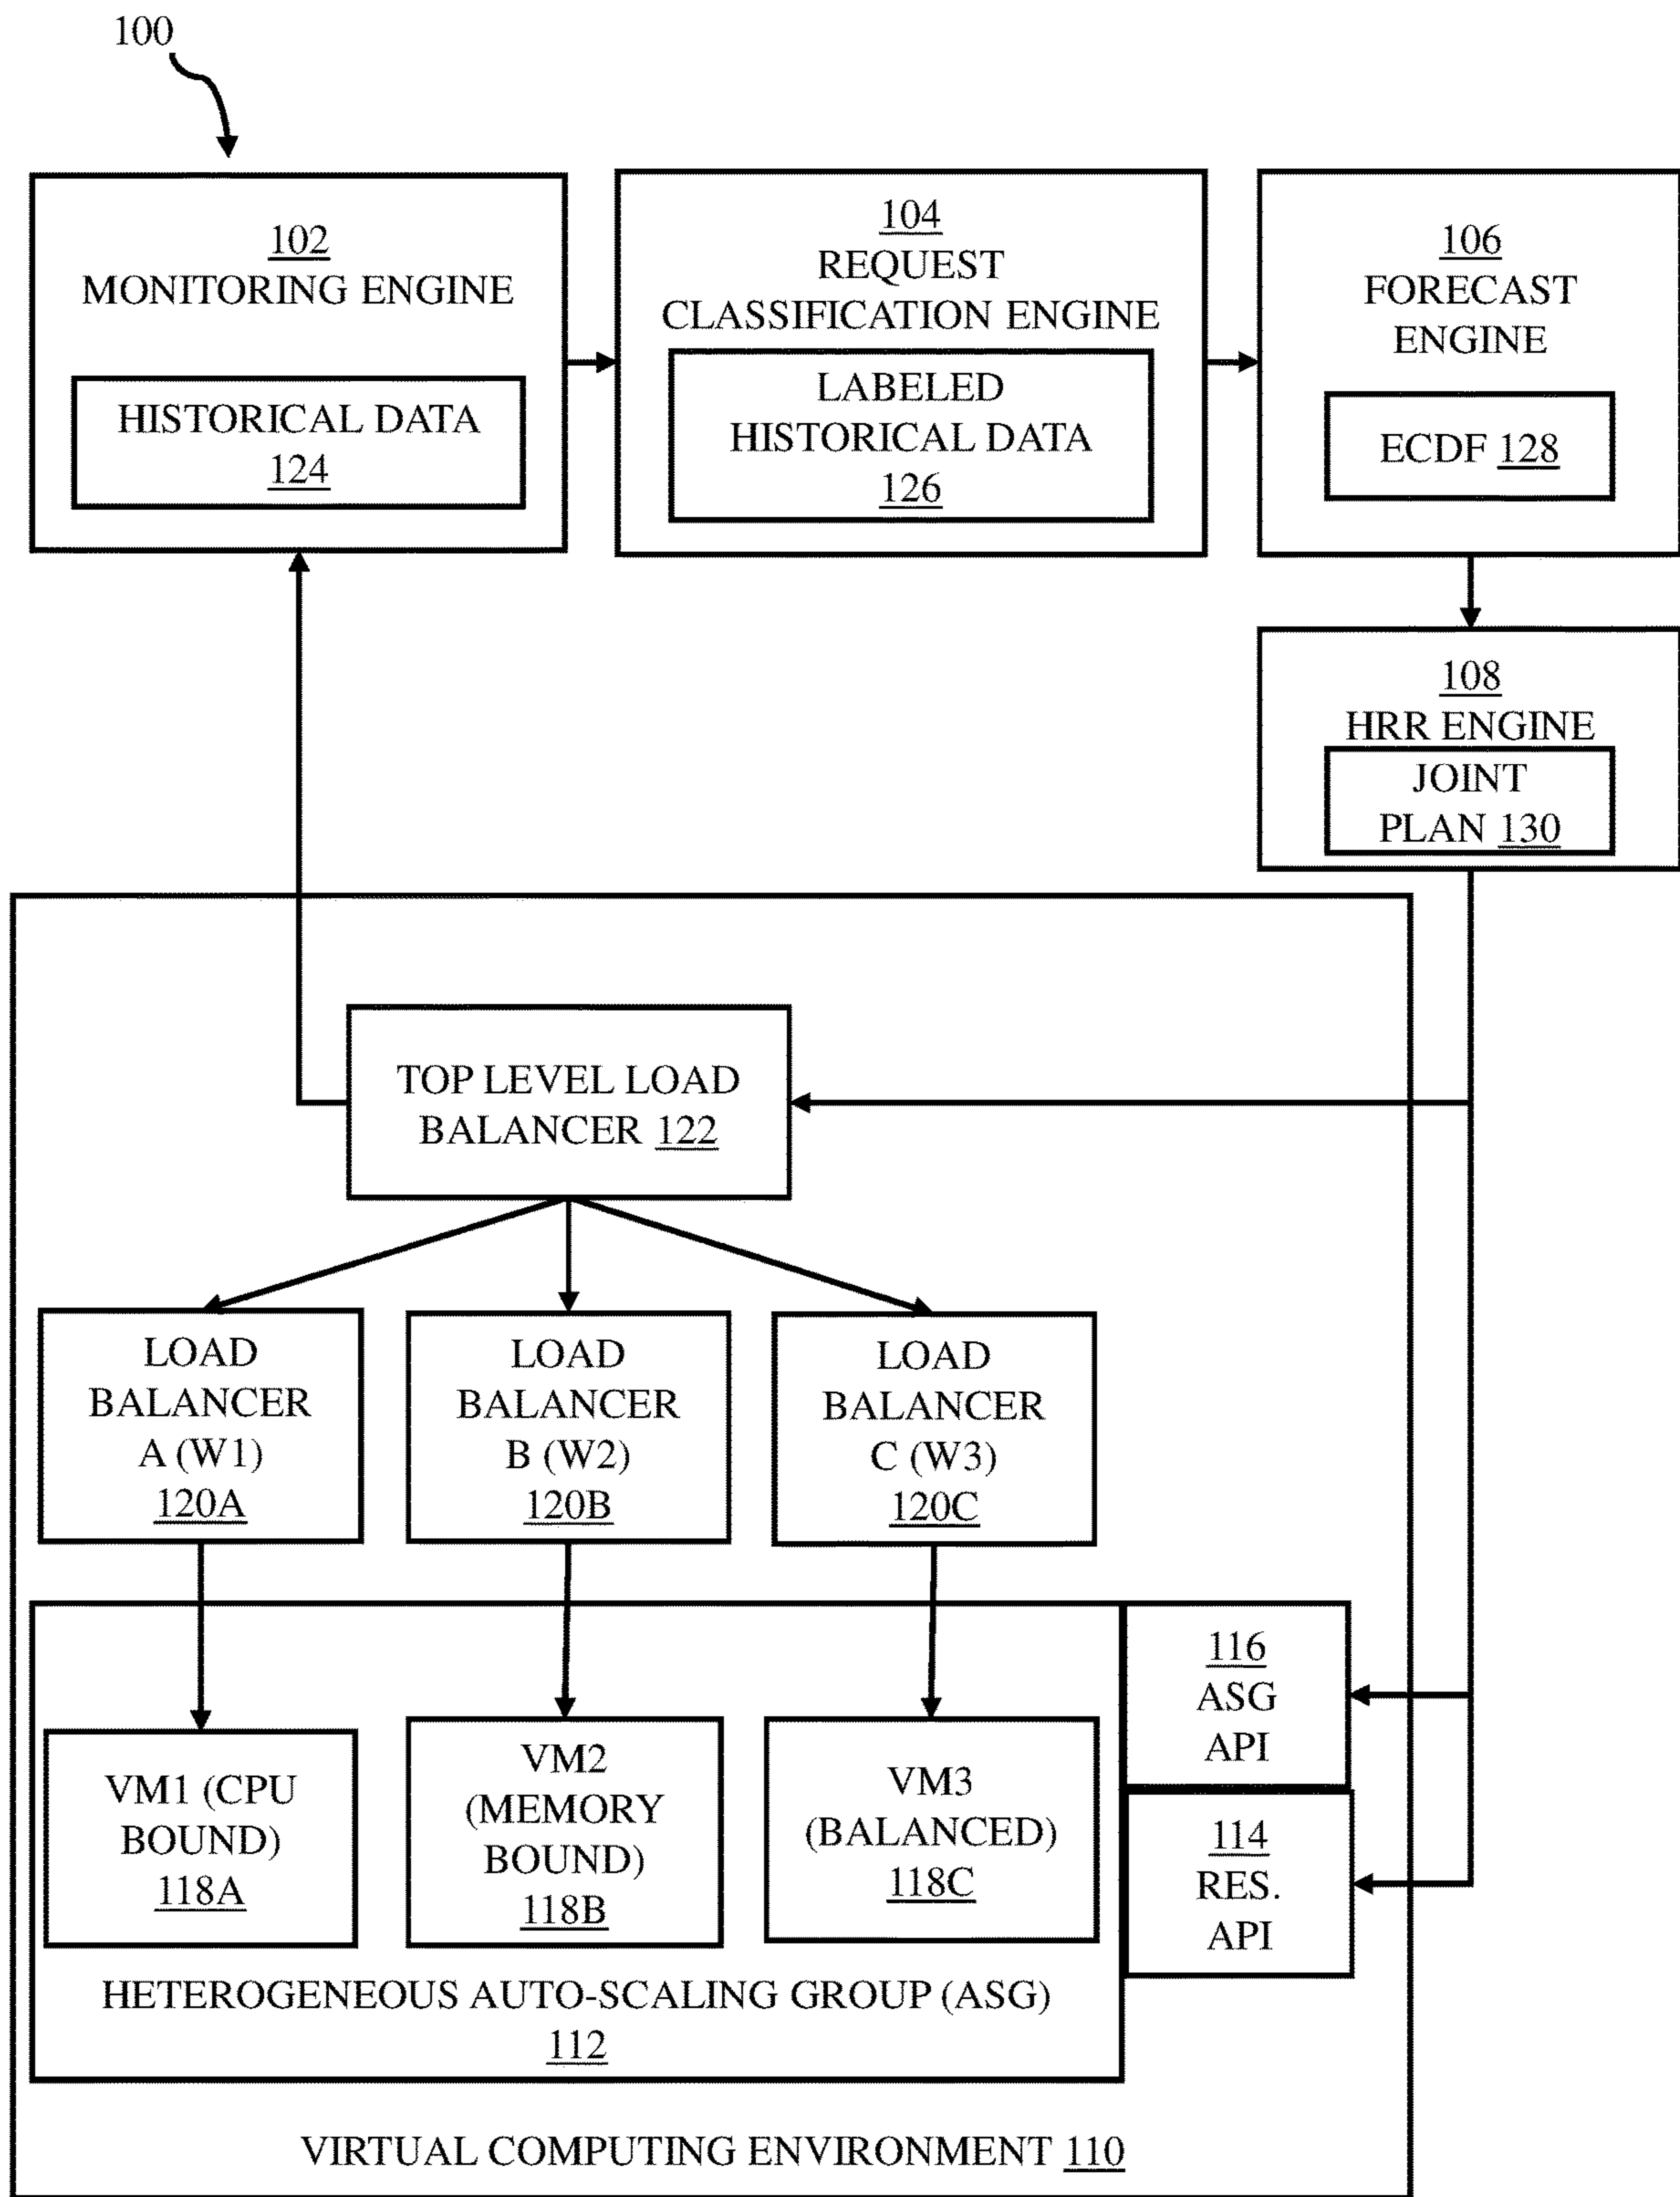 100
102
MONITORING ENGINE
HISTORICAL DATA
124
104
REQUEST
CLASSIFICATION ENGINE
LABELED
HISTORICAL DATA
126
106
FORECAST
ENGINE
ECDF 128
108
HRR ENGINE
JOINT
PLAN 130
TOP LEVEL LOAD
BALANCER 122
LOAD
BALANCER
A (W1)
120A
LOAD
BALANCER
B (W2)
120B
LOAD
BALANCER
C (W3)
120C
VM1 (CPU
BOUND)
118A
VM2
(MEMORY
BOUND)
118B
VM3
(BALANCED)
118C
116
ASG
API
114
RES.
API
HETEROGENEOUS AUTO-SCALING GROUP (ASG)
112
VIRTUAL COMPUTING ENVIRONMENT 110